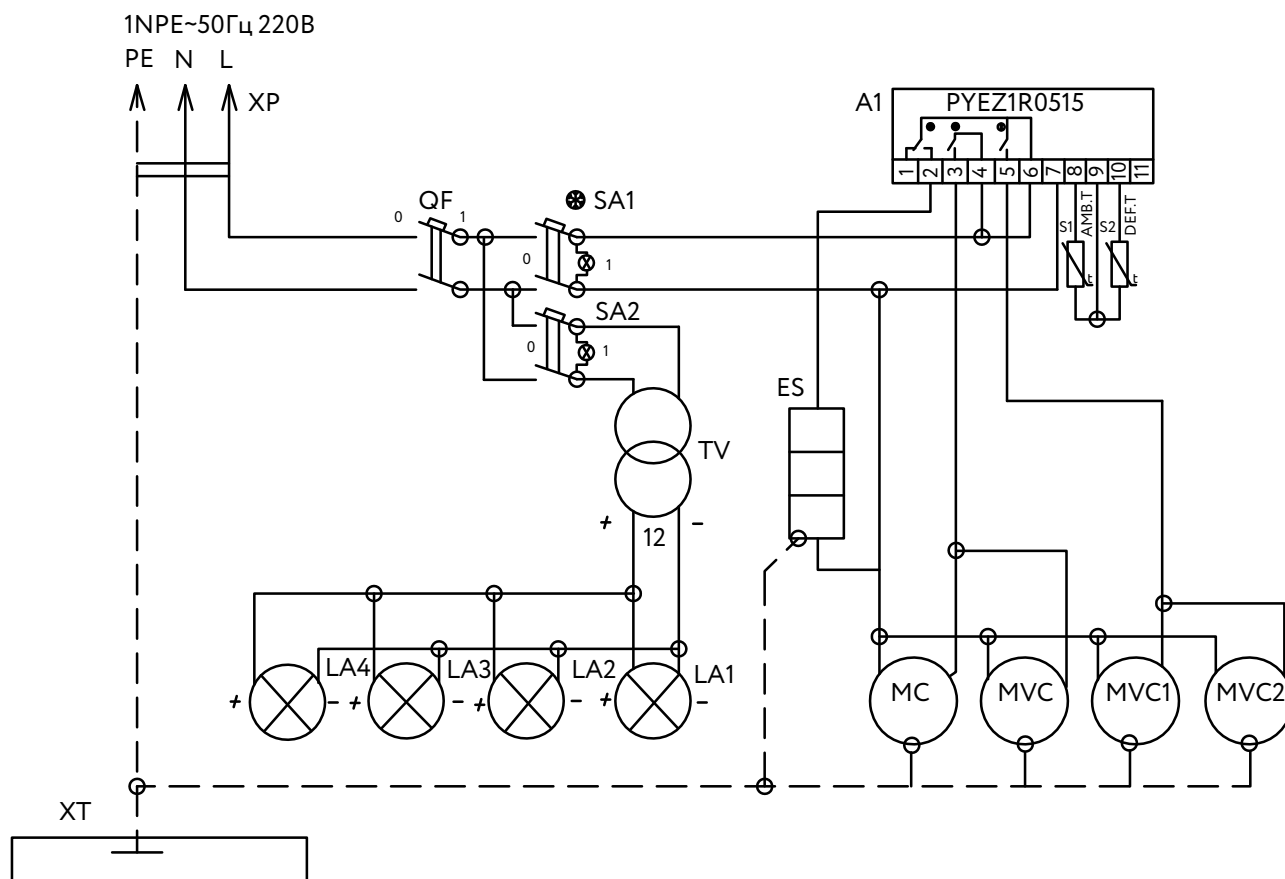 1NPE~50Гц 220В
PE N L
XP
A1 PYEZ1R0515
1 2 3 4 5 6 7 8 9 10 11
S1 AMB.T S2 DEF.T
t t
QF
0 1
SA1
0 1
SA2
0 1
ES
TV
+ 12 -
LA4 LA3 LA2 LA1
+ - + - + - + -
MC MVC MVC1 MVC2
XT